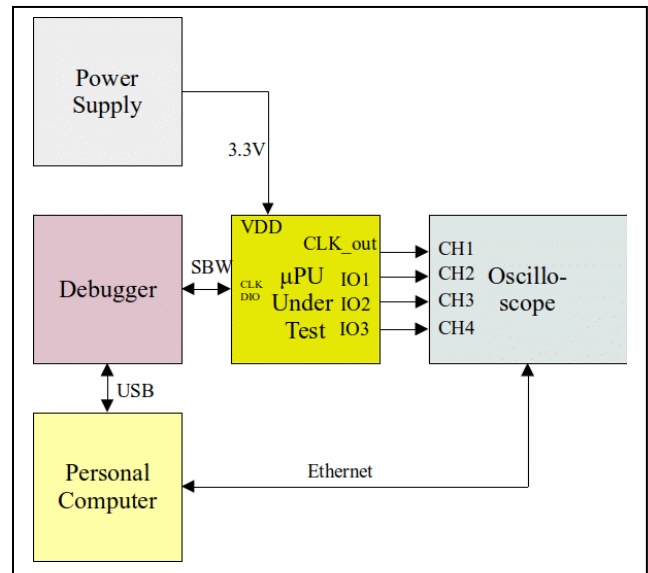 Power
Supply
3.3V
VDD
CLK_out
CH1
Debugger
SBW
CLK
DIO
μPU
Under
Test
IO1
IO2
IO3
CH2
CH3
CH4
Oscillo-
scope
USB
Personal
Computer
Ethernet